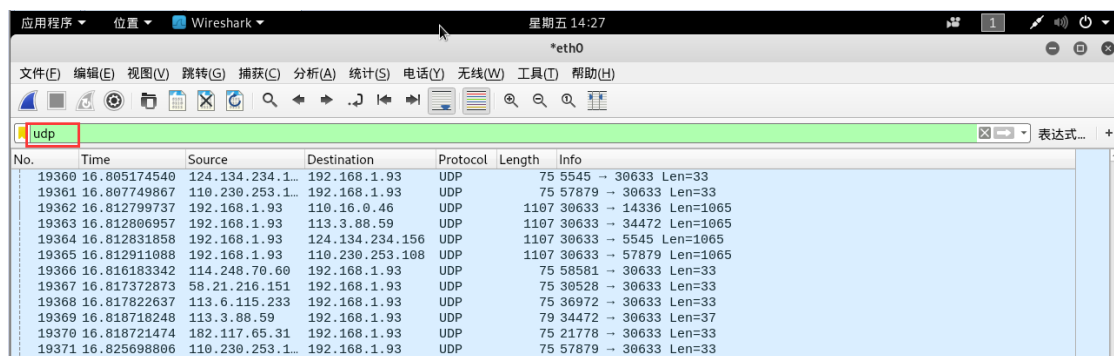 应用程序 位置 Wireshark 星期五 14:27 1
*eth0
文件(F) 编辑(E) 视图(V) 跳转(G) 捕获(C) 分析(A) 统计(S) 电话(Y) 无线(W) 工具(T) 帮助(H)
udp 表达式… +
No. Time Source Destination Protocol Length Info
19360 16.805174540 124.134.234.1… 192.168.1.93 UDP 75 5545 → 30633 Len=33
19361 16.807749867 110.230.253.1… 192.168.1.93 UDP 75 57879 → 30633 Len=33
19362 16.812799737 192.168.1.93 110.16.0.46 UDP 1107 30633 → 14336 Len=1065
19363 16.812806957 192.168.1.93 113.3.88.59 UDP 1107 30633 → 34472 Len=1065
19364 16.812831858 192.168.1.93 124.134.234.156 UDP 1107 30633 → 5545 Len=1065
19365 16.812911088 192.168.1.93 110.230.253.108 UDP 1107 30633 → 57879 Len=1065
19366 16.816183342 114.248.70.60 192.168.1.93 UDP 75 58581 → 30633 Len=33
19367 16.817372873 58.21.216.151 192.168.1.93 UDP 75 30528 → 30633 Len=33
19368 16.817822637 113.6.115.233 192.168.1.93 UDP 75 36972 → 30633 Len=33
19369 16.818718248 113.3.88.59 192.168.1.93 UDP 79 34472 → 30633 Len=37
19370 16.818721474 182.117.65.31 192.168.1.93 UDP 75 21778 → 30633 Len=33
19371 16.825698806 110.230.253.1… 192.168.1.93 UDP 75 57879 → 30633 Len=33